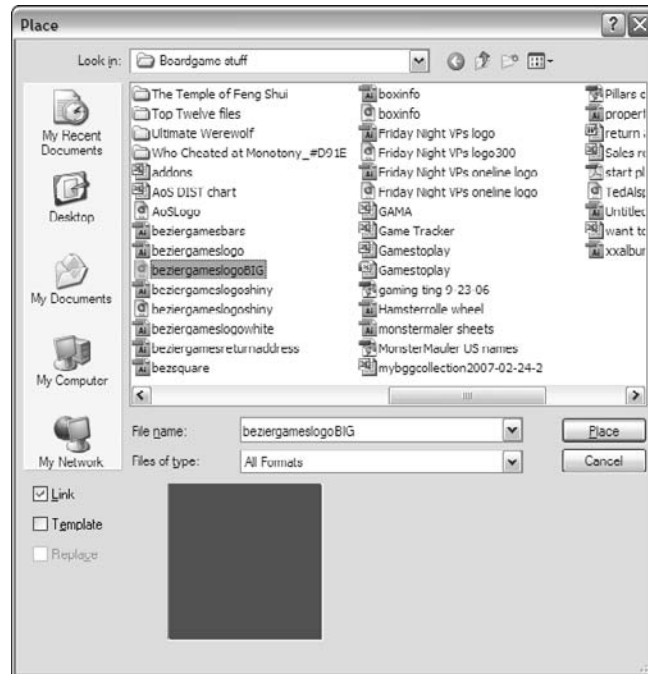 Place
Look in:
Boardgame stuff
My Recent Documents
Desktop
My Documents
My Computer
My Network
The Temple of Feng Shui
Top Twelve files
Ultimate Werewolf
Who Cheated at Monotony_#D91E
addons
AoS DIST chart
AoSLogo
beziergamesbars
beziergameslogo
beziergameslogoBIG
beziergameslogoshiny
beziergameslogoshiny
beziergameslogowhite
beziergamesreturnaddress
bezsquare
boxinfo
boxinfo
Friday Night VPs logo
Friday Night VPs logo300
Friday Night VPs oneline logo
Friday Night VPs oneline logo
GAMA
Game Tracker
Gamestoplay
Gamestoplay
gaming ting 9-23-06
Hamsterrolle wheel
monstermaler sheets
MonsterMauler US names
mybggcollection2007-02-24-2
Pillars
propert
return
Sales re
start pl
TedAlsp
Untitled
want to
xxalbur
File name:
beziergameslogoBIG
Place
Files of type:
All Formats
Cancel
Link
Template
Replace